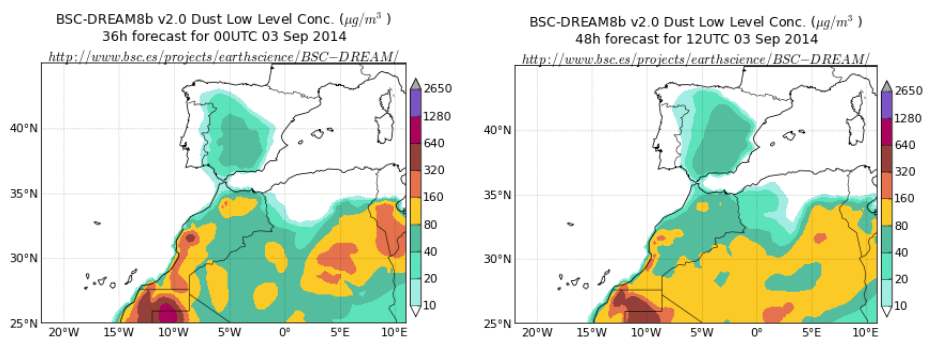 BSC-DREAM8b v2.0 Dust Low Level Conc. (μg/m³ )
36h forecast for 00UTC 03 Sep 2014
http://www.bsc.es/projects/earthscience/BSC−DREAM/
40°N
35°N
30°N
25°N
20°W
15°W
10°W
5°W
0°
5°E
10°E
2650
1280
640
320
160
80
40
20
10
BSC-DREAM8b v2.0 Dust Low Level Conc. (μg/m³ )
48h forecast for 12UTC 03 Sep 2014
http://www.bsc.es/projects/earthscience/BSC−DREAM/
40°N
35°N
30°N
25°N
20°W
15°W
10°W
5°W
0°
5°E
10°E
2650
1280
640
320
160
80
40
20
10